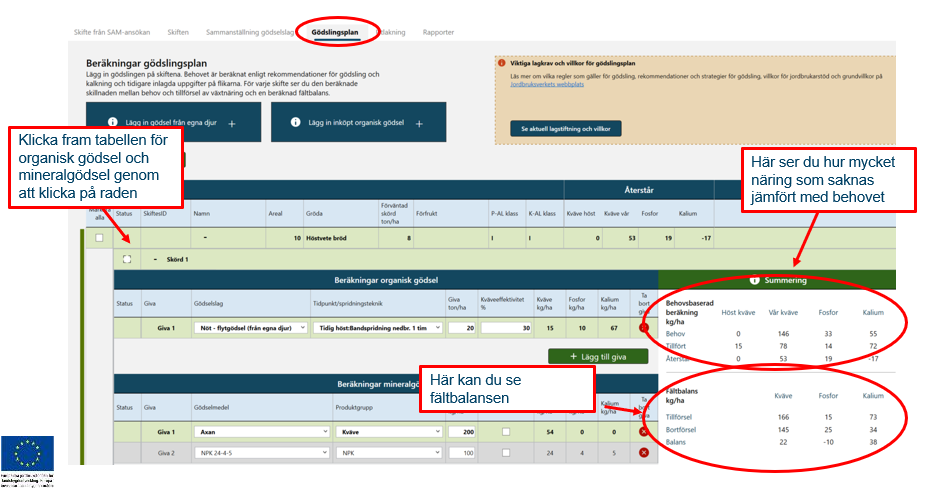 Skifte från SAM-ansökan Skiften Sammanställning gödselslag Gödslingsplan Utlakning Rapporter
Beräkningar gödslingsplan
Lägg in gödslingen på skiftena. Behovet är beräknat enligt rekommendationer för gödsling och
kalkning och tidigare inlagda uppgifter på flikarna. För varje skifte ser du den beräknade
skillnaden mellan behov och tillförsel av växtnäring och en beräknad fältbalans.
Viktiga lagkrav och villkor för gödslingsplan
Läs mer om vilka regler som gäller för gödsling, rekommendationer och strategier för gödsling, villkor för jordbrukarstöd och grundvillkor på
Jordbruksverkets webbplats
Se aktuell lagstiftning och villkor
Lägg in gödsel från egna djur +
Lägg in inköpt organisk gödsel +
Klicka fram tabellen för
organisk gödsel och
mineralgödsel genom
att klicka på raden
Här ser du hur mycket
näring som saknas
jämfört med behovet
Återstår
alla Status SkiftesID Namn Areal Gröda Förväntad skörd ton/ha Förfrukt P-AL klass K-AL klass Kväve höst Kväve vår Fosfor Kalium
- 10 Höstvete bröd 8 I I 0 53 19 -17
- Skörd 1
Beräkningar organisk gödsel
Status Giva Gödselslag Tidpunkt/spridningsteknik Giva ton/ha Kväveeffektivitet % Kväve kg/ha Fosfor kg/ha Kalium kg/ha Ta bort giva
Giva 1 Nöt - flytgödsel (från egna djur) Tidig höst:Bandspridning nedbr. 1 tim 20 30 15 10 67
+ Lägg till giva
Summering
Behovsbaserad
beräkning
kg/ha
Höst kväve Vår kväve Fosfor Kalium
Behov 0 146 33 55
Tillfört 15 78 14 72
Återstår 0 53 19 -17
Beräkningar mineralgö
Här kan du se
fältbalansen
Status Giva Gödselmedel Produktgrupp kg/ha kg/ha kg/ha Kalium kg/ha Ta bort giva
Giva 1 Axan Kväve 200 54 0 0
Giva 2 NPK 24-4-5 NPK 100 24 4 5
Fältbalans
kg/ha
Kväve Fosfor Kalium
Tillförsel 166 15 73
Bortförsel 145 25 34
Balans 22 -10 38